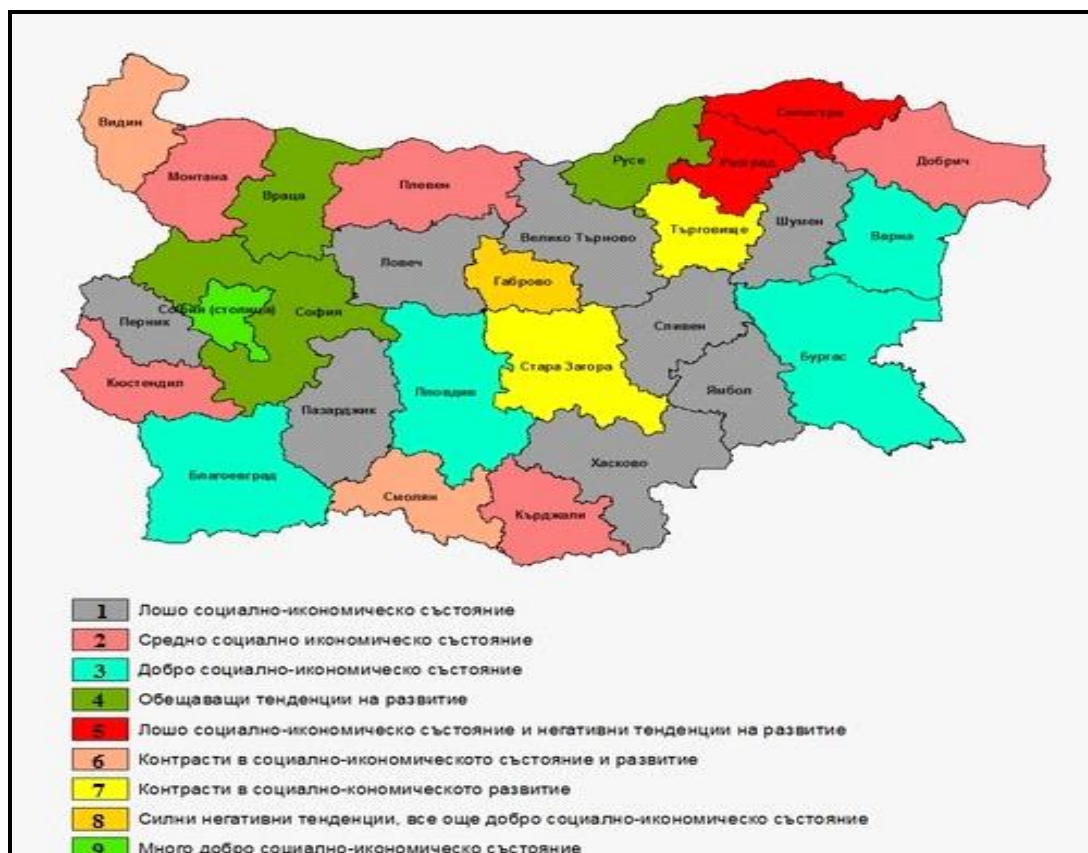 Видин
Монтана
Враца
Плевен
Русе
Силистра
Разград
Добрич
Търговище
Шумен
Варна
Велико Търново
Ловеч
Габрово
София (столица)
София
Перник
Сливен
Бургас
Стара Загора
Ямбол
Кюстендил
Пловдив
Пазарджик
Хасково
Благоевград
Смолян
Кърджали
1 Лошо социално-икономическо състояние
2 Средно социално икономическо състояние
3 Добро социално-икономическо състояние
4 Обещаващи тенденции на развитие
5 Лошо социално-икономическо състояние и негативни тенденции на развитие
6 Контрасти в социално-икономическото състояние и развитие
7 Контрасти в социално-кономическото развитие
8 Силни негативни тенденции, все още добро социално-икономическо състояние
9 Много добро социално-икономическо състояние